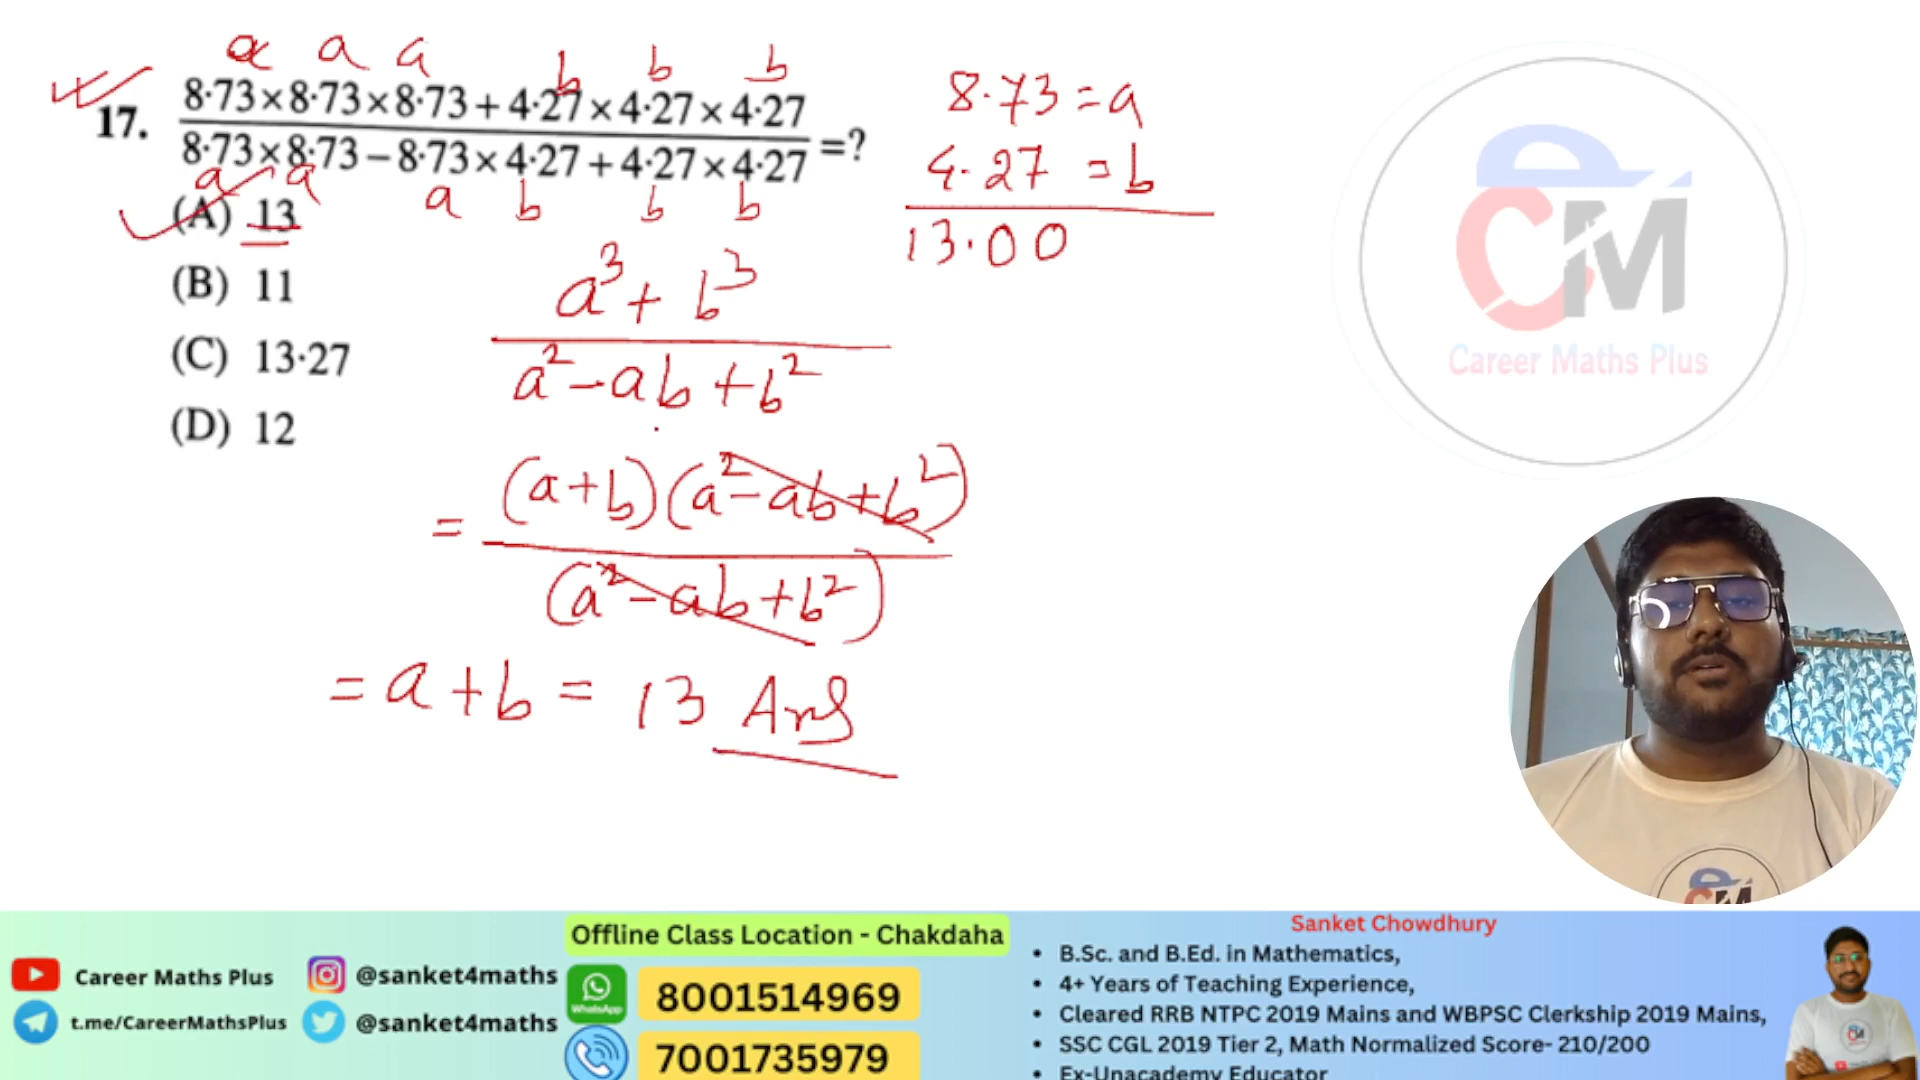 a a a b b b
17. 8·73×8·73×8·73+4·27×4·27×4·27
8·73×8·73−8·73×4·27+4·27×4·27 =?
a a a b b b
(A) 13
(B) 11
(C) 13·27
(D) 12
8·73 = a
4·27 = b
13·00
a³ + b³
a² − ab + b²
= (a+b)(a² − ab + b²)
(a² − ab + b²)
= a + b = 13 Ans
eCM
Career Maths Plus
CM
Career Maths Plus
@sanket4maths
t.me/CareerMathsPlus
@sanket4maths
Offline Class Location - Chakdaha
WhatsApp
8001514969
7001735979
Sanket Chowdhury
• B.Sc. and B.Ed. in Mathematics,
• 4+ Years of Teaching Experience,
• Cleared RRB NTPC 2019 Mains and WBPSC Clerkship 2019 Mains,
• SSC CGL 2019 Tier 2, Math Normalized Score- 210/200
• Ex-Unacademy Educator